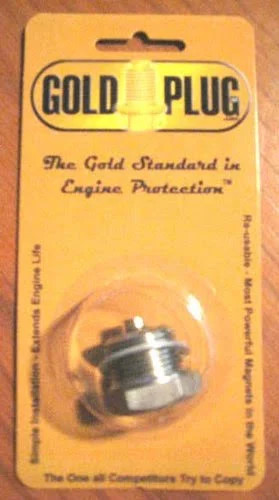 GOLD PLUG
.com
The Gold Standard in
Engine Protection™
Simple Installation - Extends Engine Life
Re-usable - Most Powerful Magnets in the World
The One all Competitors Try to Copy